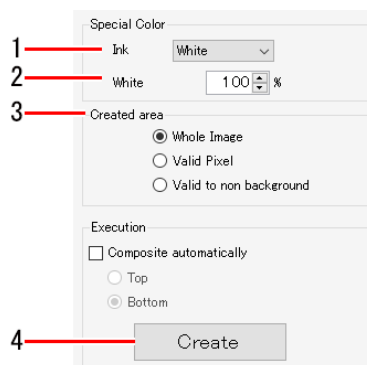 Special Color
1 Ink White
2 White 100 %
3 Created area
Whole Image
Valid Pixel
Valid to non background
Execution
Composite automatically
Top
Bottom
4 Create